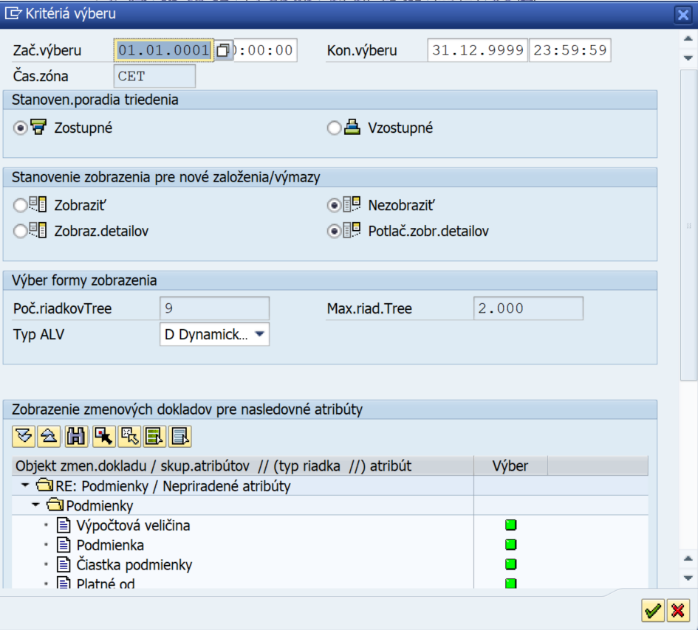 Kritériá výberu
Zač.výberu 01.01.0001 :00:00 Kon.výberu 31.12.9999 23:59:59
Čas.zóna CET
Stanoven.poradia triedenia
Zostupné Vzostupné
Stanovenie zobrazenia pre nové založenia/výmazy
Zobraziť Nezobraziť
Zobraz.detailov Potlač.zobr.detailov
Výber formy zobrazenia
Poč.riadkovTree 9 Max.riad.Tree 2.000
Typ ALV D Dynamick...
Zobrazenie zmenových dokladov pre nasledovné atribúty
Objekt zmen.dokladu / skup.atribútov // (typ riadka //) atribút Výber
RE: Podmienky / Nepriradené atribúty
Podmienky
Výpočtová veličina
Podmienka
Čiastka podmienky
Platné od